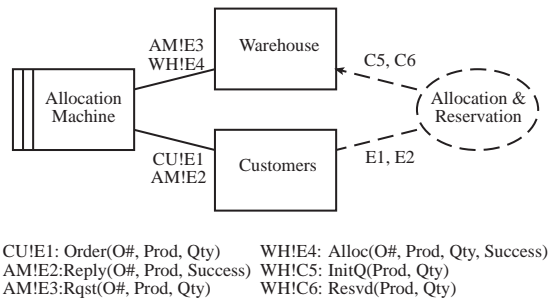 AM!E3
WH!E4
Warehouse
C5, C6
Allocation
Machine
Allocation &
Reservation
CU!E1
AM!E2
Customers
E1, E2
CU!E1: Order(O#, Prod, Qty)
WH!E4: Alloc(O#, Prod, Qty, Success)
AM!E2:Reply(O#, Prod, Success)
WH!C5: InitQ(Prod, Qty)
AM!E3:Rqst(O#, Prod, Qty)
WH!C6: Resvd(Prod, Qty)